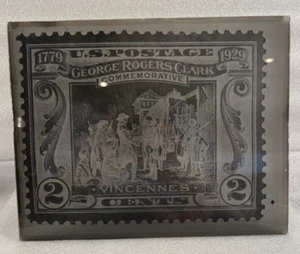 U.S. POSTAGE
1779 1929
GEORGE ROGERS CLARK
COMMEMORATIVE
VINCENNES
2 CENTS 2